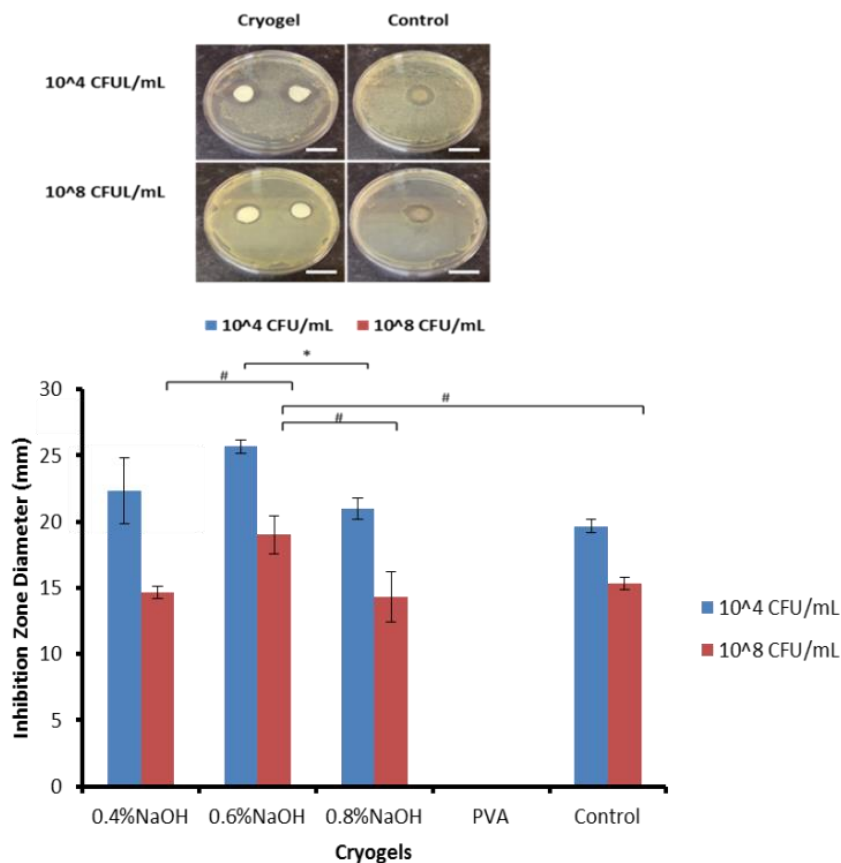 Cryogel Control
10^4 CFUL/mL
10^8 CFUL/mL
10^4 CFU/mL 10^8 CFU/mL
*
#
#
#
30
25
20
15
10
5
0
Inhibition Zone Diameter (mm)
10^4 CFU/mL
10^8 CFU/mL
0.4%NaOH 0.6%NaOH 0.8%NaOH PVA Control
Cryogels